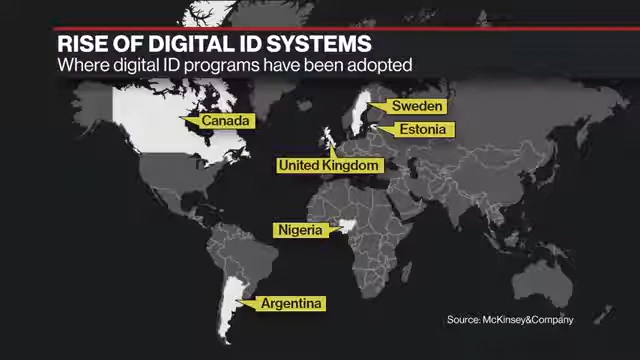 RISE OF DIGITAL ID SYSTEMS
Where digital ID programs have been adopted
Canada
Sweden
Estonia
United Kingdom
Nigeria
Argentina
Source: McKinsey&Company